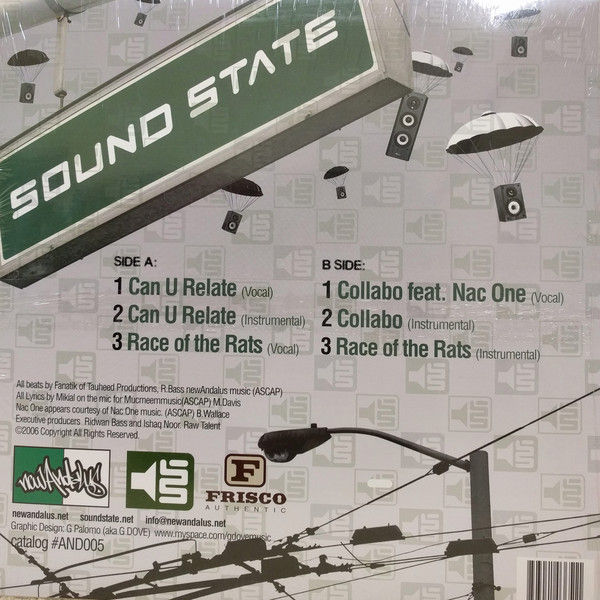 SOUND STATE
SIDE A:
1 Can U Relate (Vocal)
2 Can U Relate (Instrumental)
3 Race of the Rats (Vocal)
B SIDE:
1 Collabo feat. Nac One (Vocal)
2 Collabo (Instrumental)
3 Race of the Rats (Instrumental)
All beats by Fanatik of Tauheed Productions, R.Bass newAndalus music (ASCAP)
All Lyrics by Mikial on the mic for Mucmeemmusic(ASCAP) M.Davis
Nac One appears courtesy of Nac One music. (ASCAP) B.Wallace
Executive producers Ridwan Bass and Ishaq Noor. Raw Talent
©2006 Copyright All Rights Reserved.
newAndalus
F
FRISCO
AUTHENTIC
newandalus.net soundstate.net info@newandalus.net
Graphic Design: G Palomo (aka G DOVE) www.myspace.com/gdovemusic
catalog #AND005